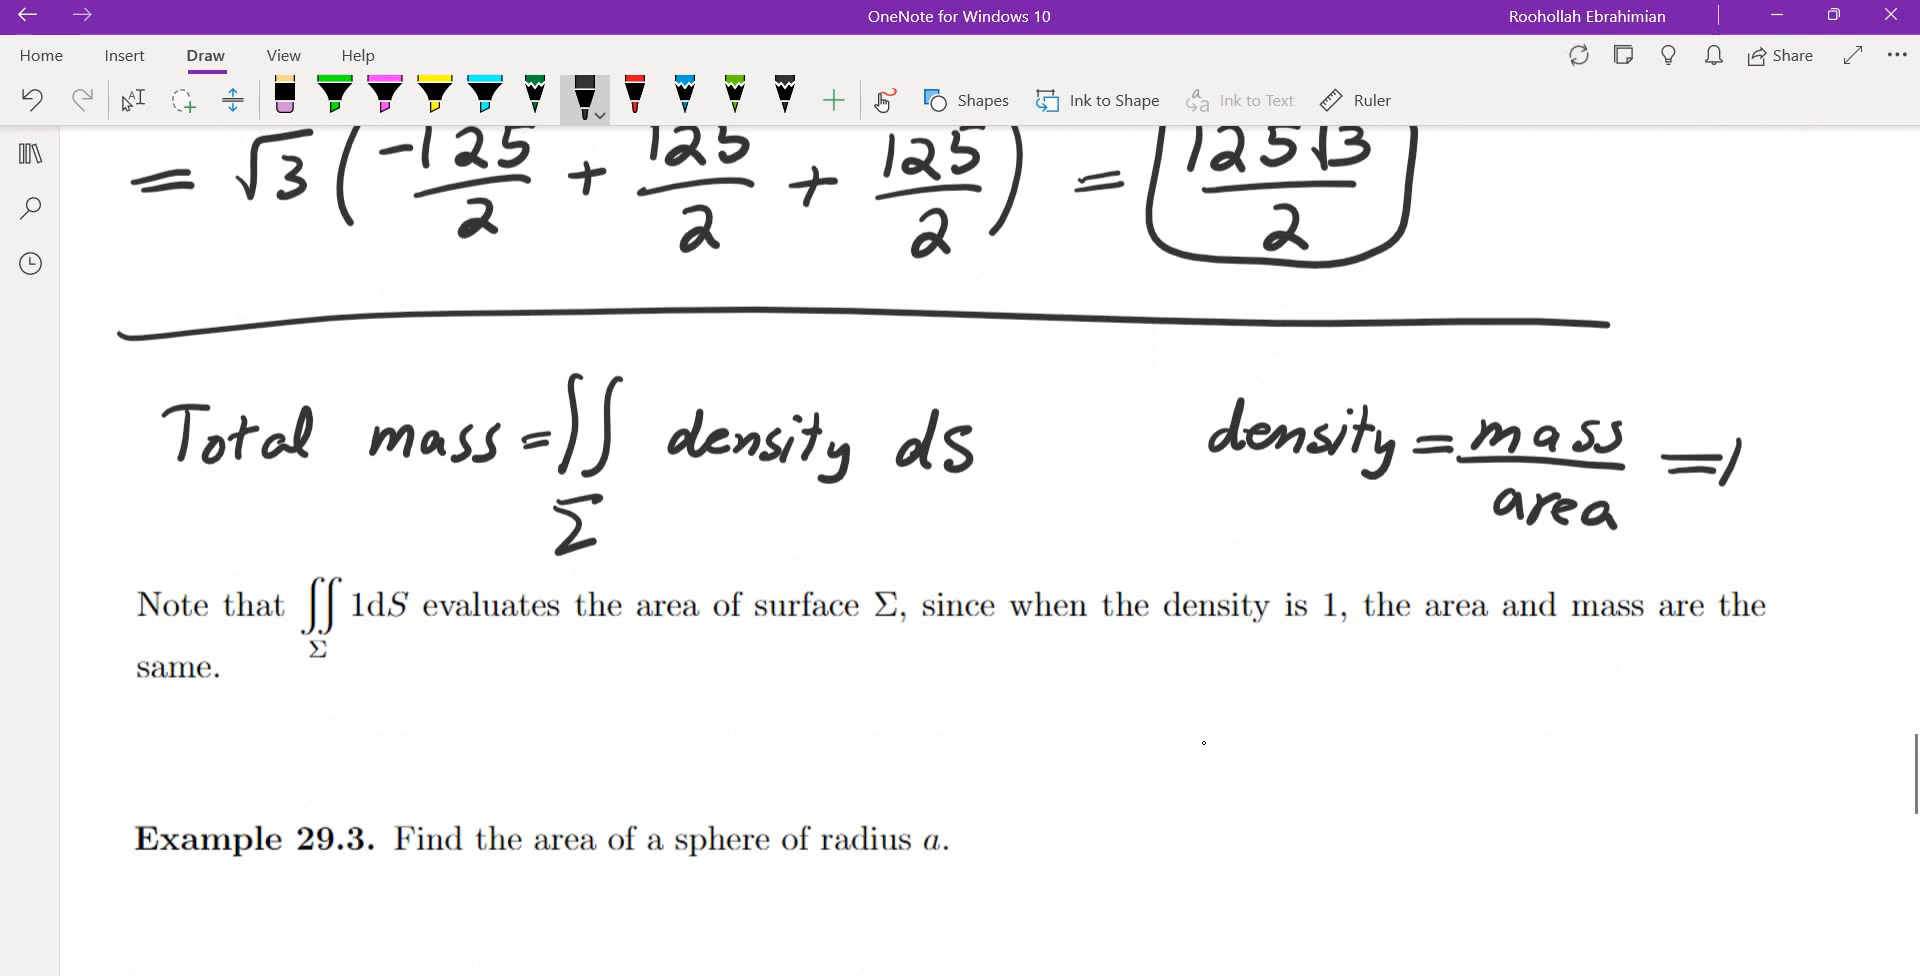 OneNote for Windows 10
Roohollah Ebrahimian
Home Insert Draw View Help
Share
Shapes Ink to Shape Ink to Text Ruler
= √3 ( -125/2 + 125/2 + 125/2 ) = 125√3/2
Total mass = ∬_Σ density dS density = mass/area = 1
Note that ∬_Σ 1dS evaluates the area of surface Σ, since when the density is 1, the area and mass are the
same.
Example 29.3. Find the area of a sphere of radius a.